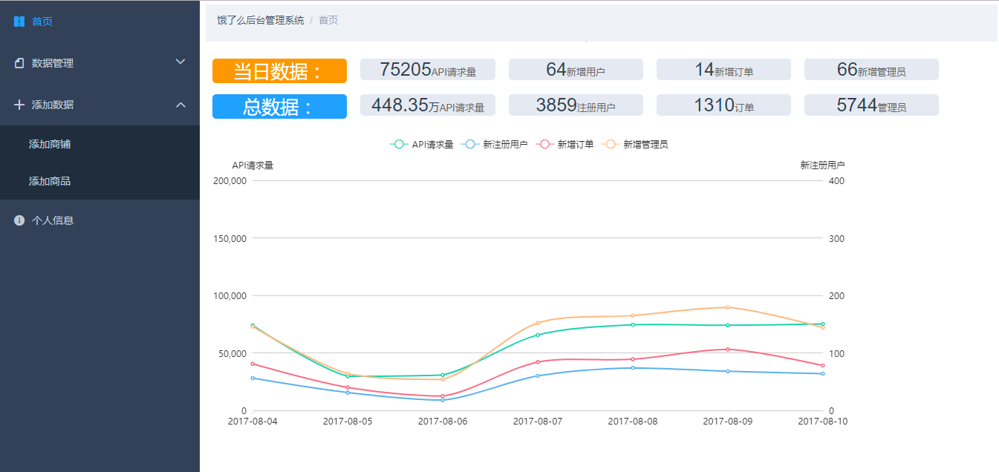 首页
数据管理
添加数据
添加商铺
添加商品
个人信息
饿了么后台管理系统 / 首页
当日数据： 75205API请求量 64新增用户 14新增订单 66新增管理员
总数据： 448.35万API请求量 3859注册用户 1310订单 5744管理员
API请求量 新注册用户 新增订单 新增管理员
API请求量 新注册用户
200,000 400
150,000 300
100,000 200
50,000 100
0 0
2017-08-04 2017-08-05 2017-08-06 2017-08-07 2017-08-08 2017-08-09 2017-08-10